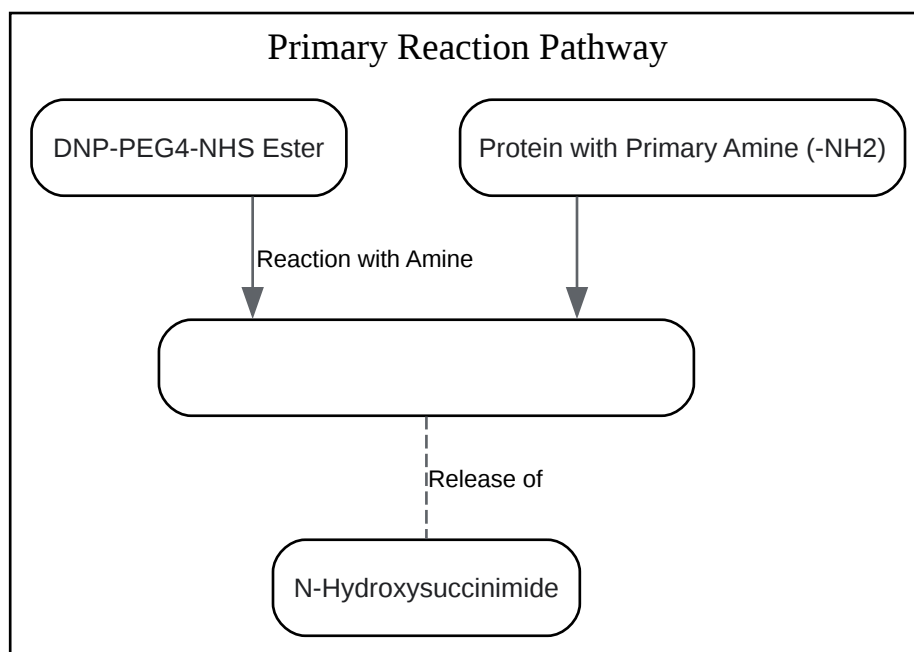 Primary Reaction Pathway
DNP-PEG4-NHS Ester
Protein with Primary Amine (-NH2)
Reaction with Amine
Release of
N-Hydroxysuccinimide